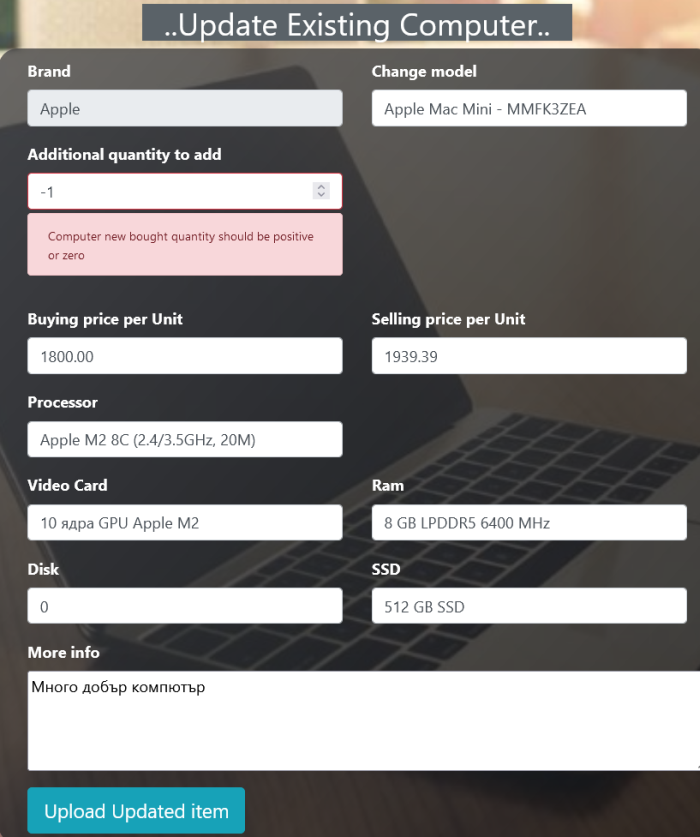 ..Update Existing Computer..
Brand
Change model
Apple
Apple Mac Mini - MMFK3ZEA
Additional quantity to add
-1
Computer new bought quantity should be positive
or zero
Buying price per Unit
Selling price per Unit
1800.00
1939.39
Processor
Apple M2 8C (2.4/3.5GHz, 20M)
Video Card
Ram
10 ядра GPU Apple M2
8 GB LPDDR5 6400 MHz
Disk
SSD
0
512 GB SSD
More info
Много добър компютър
Upload Updated item